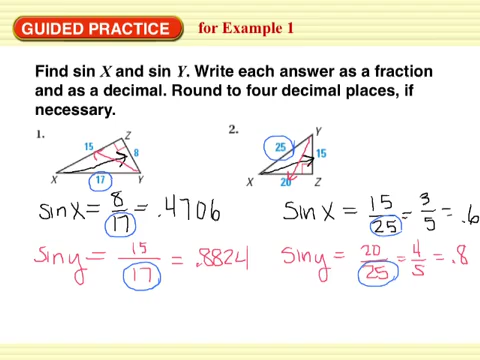 GUIDED PRACTICE for Example 1
Find sin X and sin Y. Write each answer as a fraction
and as a decimal. Round to four decimal places, if
necessary.
1.
Z
15
8
X
17
Y
2.
Y
25
15
X
20
Z
sin X = 8/17 = .4706
sin y = 15/17 = .8824
sin X = 15/25 = 3/5 = .6
sin y = 20/25 = 4/5 = .8